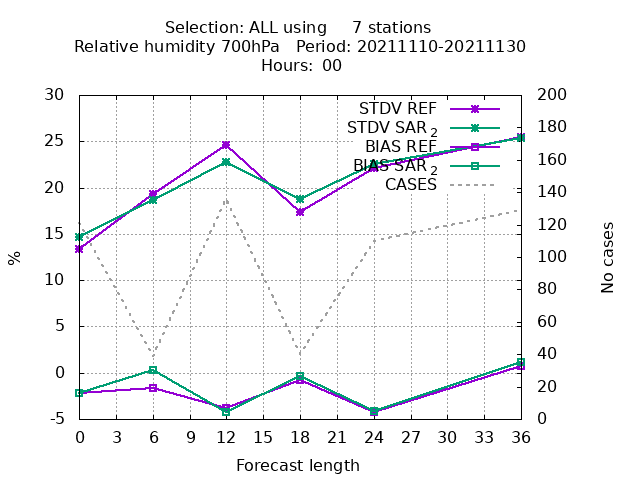 Selection: ALL using 7 stations
Relative humidity 700hPa Period: 20211110-20211130
Hours: 00
30
25
20
15
10
5
0
-5
%
200
180
160
140
120
100
80
60
40
20
0
No cases
STDV REF
STDV SAR 2
BIAS REF
BIAS SAR 2
CASES
0 3 6 9 12 15 18 21 24 27 30 33 36
Forecast length